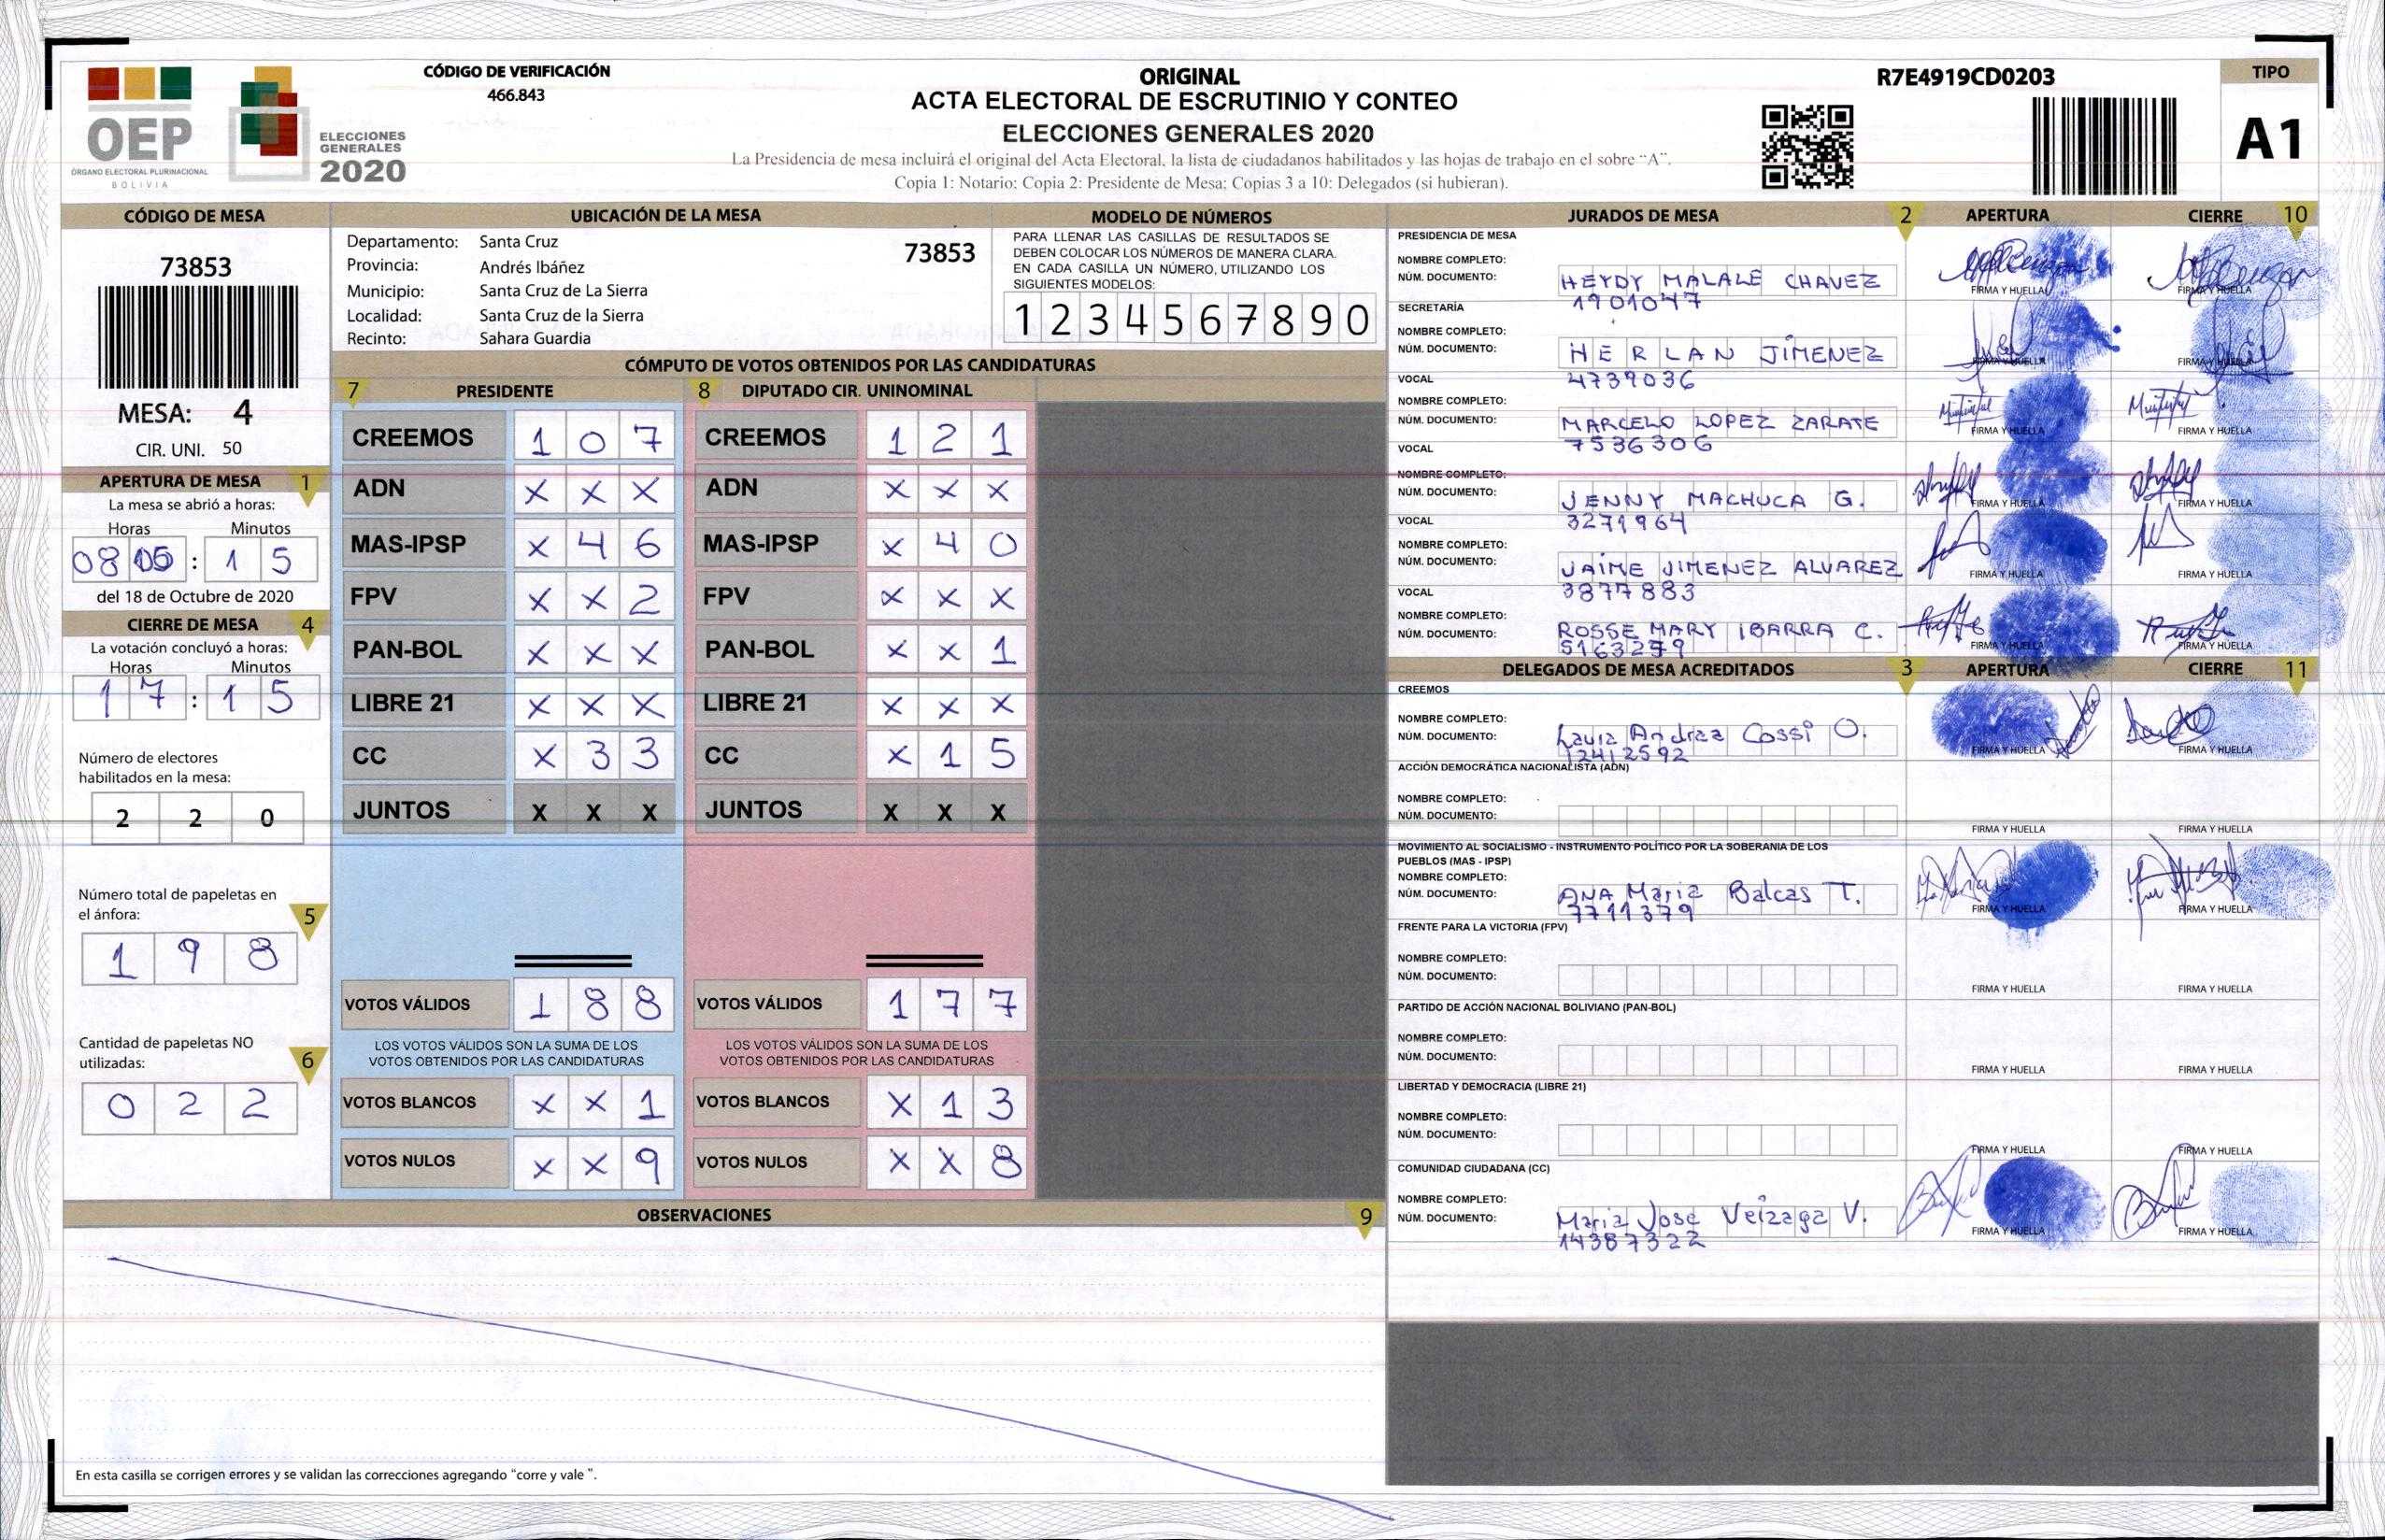 OEP
ÓRGANO ELECTORAL PLURINACIONAL
BOLIVIA
ELECCIONES
GENERALES
2020
CÓDIGO DE VERIFICACIÓN
466.843
ORIGINAL
ACTA ELECTORAL DE ESCRUTINIO Y CONTEO
ELECCIONES GENERALES 2020
La Presidencia de mesa incluirá el original del Acta Electoral, la lista de ciudadanos habilitados y las hojas de trabajo en el sobre “A”.
Copia 1: Notario; Copia 2: Presidente de Mesa; Copias 3 a 10: Delegados (si hubieran).
R7E4919CD0203
TIPO
A1
CÓDIGO DE MESA
73853
MESA: 4
CIR. UNI. 50
APERTURA DE MESA 1
La mesa se abrió a horas:
Horas Minutos
: 1 5
del 18 de Octubre de 2020
CIERRE DE MESA 4
La votación concluyó a horas:
Horas Minutos
1 7 : 1 5
Número de electores
habilitados en la mesa:
2 2 0
Número total de papeletas en
el ánfora: 5
1 9 8
Cantidad de papeletas NO
utilizadas: 6
0 2 2
UBICACIÓN DE LA MESA
Departamento: Santa Cruz 73853
Provincia: Andrés Ibáñez
Municipio: Santa Cruz de La Sierra
Localidad: Santa Cruz de la Sierra
Recinto: Sahara Guardia
MODELO DE NÚMEROS
PARA LLENAR LAS CASILLAS DE RESULTADOS SE
DEBEN COLOCAR LOS NÚMEROS DE MANERA CLARA.
EN CADA CASILLA UN NÚMERO, UTILIZANDO LOS
SIGUIENTES MODELOS:
1 2 3 4 5 6 7 8 9 0
CÓMPUTO DE VOTOS OBTENIDOS POR LAS CANDIDATURAS
7 PRESIDENTE
CREEMOS 1 0 7
ADN X X X
MAS-IPSP X 4 6
FPV X X 2
PAN-BOL X X X
LIBRE 21 X X X
CC X 3 3
JUNTOS X X X
VOTOS VÁLIDOS 1 8 8
LOS VOTOS VÁLIDOS SON LA SUMA DE LOS
VOTOS OBTENIDOS POR LAS CANDIDATURAS
VOTOS BLANCOS X X 1
VOTOS NULOS X X 9
8 DIPUTADO CIR. UNINOMINAL
CREEMOS 1 2 1
ADN X X X
MAS-IPSP X 4 0
FPV X X X
PAN-BOL X X 1
LIBRE 21 X X X
CC X 1 5
JUNTOS X X X
VOTOS VÁLIDOS 1 7 7
LOS VOTOS VÁLIDOS SON LA SUMA DE LOS
VOTOS OBTENIDOS POR LAS CANDIDATURAS
VOTOS BLANCOS X 1 3
VOTOS NULOS X X 8
OBSERVACIONES 9
En esta casilla se corrigen errores y se validan las correcciones agregando "corre y vale ".
JURADOS DE MESA 2 APERTURA CIERRE 10
PRESIDENCIA DE MESA
NOMBRE COMPLETO:
NÚM. DOCUMENTO: HEYDY MALALE CHAVEZ
1901047
FIRMA Y HUELLA FIRMA Y HUELLA
SECRETARÍA
NOMBRE COMPLETO:
NÚM. DOCUMENTO: HERLAN JIMENEZ
4739036
FIRMA Y HUELLA FIRMA Y HUELLA
VOCAL
NOMBRE COMPLETO:
NÚM. DOCUMENTO: MARCELO LOPEZ ZARATE
7536306
FIRMA Y HUELLA FIRMA Y HUELLA
VOCAL
NOMBRE COMPLETO:
NÚM. DOCUMENTO: JENNY MACHUCA G.
3271964
FIRMA Y HUELLA FIRMA Y HUELLA
VOCAL
NOMBRE COMPLETO:
NÚM. DOCUMENTO: JAIME JIMENEZ ALVAREZ
3877883
FIRMA Y HUELLA FIRMA Y HUELLA
VOCAL
NOMBRE COMPLETO:
NÚM. DOCUMENTO: ROSSE MARY IBARRA C.
5163279
FIRMA Y HUELLA FIRMA Y HUELLA
DELEGADOS DE MESA ACREDITADOS 3 APERTURA CIERRE 11
CREEMOS
NOMBRE COMPLETO:
NÚM. DOCUMENTO: Laura Andrea Cossi O.
12412592
FIRMA Y HUELLA FIRMA Y HUELLA
ACCIÓN DEMOCRÁTICA NACIONALISTA (ADN)
NOMBRE COMPLETO:
NÚM. DOCUMENTO:
FIRMA Y HUELLA FIRMA Y HUELLA
MOVIMIENTO AL SOCIALISMO - INSTRUMENTO POLÍTICO POR LA SOBERANIA DE LOS
PUEBLOS (MAS - IPSP)
NOMBRE COMPLETO:
NÚM. DOCUMENTO: ANA Maria Balcas T.
7711379
FIRMA Y HUELLA FIRMA Y HUELLA
FRENTE PARA LA VICTORIA (FPV)
NOMBRE COMPLETO:
NÚM. DOCUMENTO:
FIRMA Y HUELLA FIRMA Y HUELLA
PARTIDO DE ACCIÓN NACIONAL BOLIVIANO (PAN-BOL)
NOMBRE COMPLETO:
NÚM. DOCUMENTO:
FIRMA Y HUELLA FIRMA Y HUELLA
LIBERTAD Y DEMOCRACIA (LIBRE 21)
NOMBRE COMPLETO:
NÚM. DOCUMENTO:
FIRMA Y HUELLA FIRMA Y HUELLA
COMUNIDAD CIUDADANA (CC)
NOMBRE COMPLETO:
NÚM. DOCUMENTO: Maria Jose Veizaga V.
14387322
FIRMA Y HUELLA FIRMA Y HUELLA